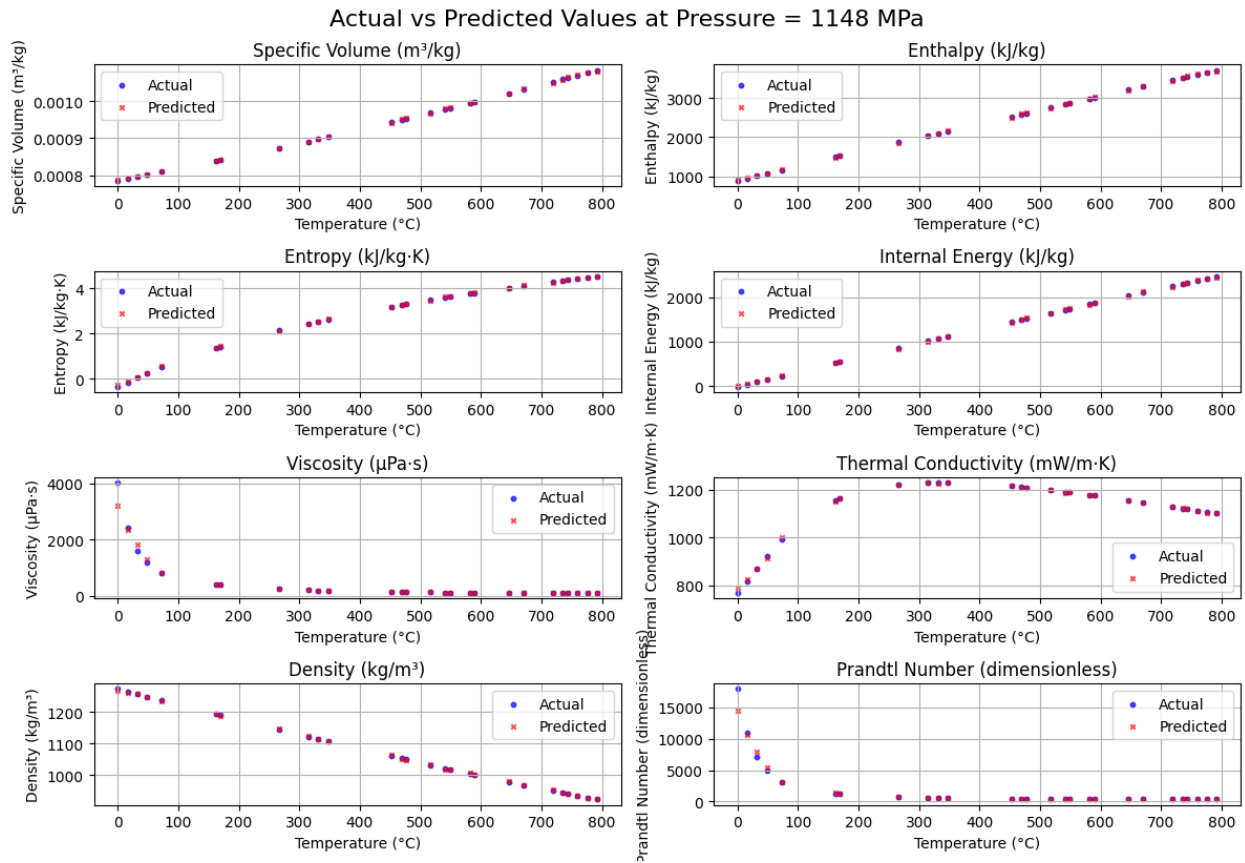 Actual vs Predicted Values at Pressure = 1148 MPa
Specific Volume (m³/kg)
Specific Volume (m³/kg)
0.0010
0.0009
0.0008
Actual
Predicted
0 100 200 300 400 500 600 700 800
Temperature (°C)
Enthalpy (kJ/kg)
Enthalpy (kJ/kg)
3000
2000
1000
Actual
Predicted
0 100 200 300 400 500 600 700 800
Temperature (°C)
Entropy (kJ/kg·K)
Entropy (kJ/kg·K)
4
2
0
Actual
Predicted
0 100 200 300 400 500 600 700 800
Temperature (°C)
Internal Energy (kJ/kg)
Internal Energy (kJ/kg)
2000
1000
0
Actual
Predicted
0 100 200 300 400 500 600 700 800
Temperature (°C)
Viscosity (μPa·s)
Viscosity (μPa·s)
4000
2000
0
Actual
Predicted
0 100 200 300 400 500 600 700 800
Temperature (°C)
Thermal Conductivity (mW/m·K)
Thermal Conductivity (mW/m·K)
1200
1000
800
Actual
Predicted
0 100 200 300 400 500 600 700 800
Temperature (°C)
Density (kg/m³)
Density (kg/m³)
1200
1100
1000
Actual
Predicted
0 100 200 300 400 500 600 700 800
Temperature (°C)
Prandtl Number (dimensionless)
Prandtl Number (dimensionless)
15000
10000
5000
0
Actual
Predicted
0 100 200 300 400 500 600 700 800
Temperature (°C)